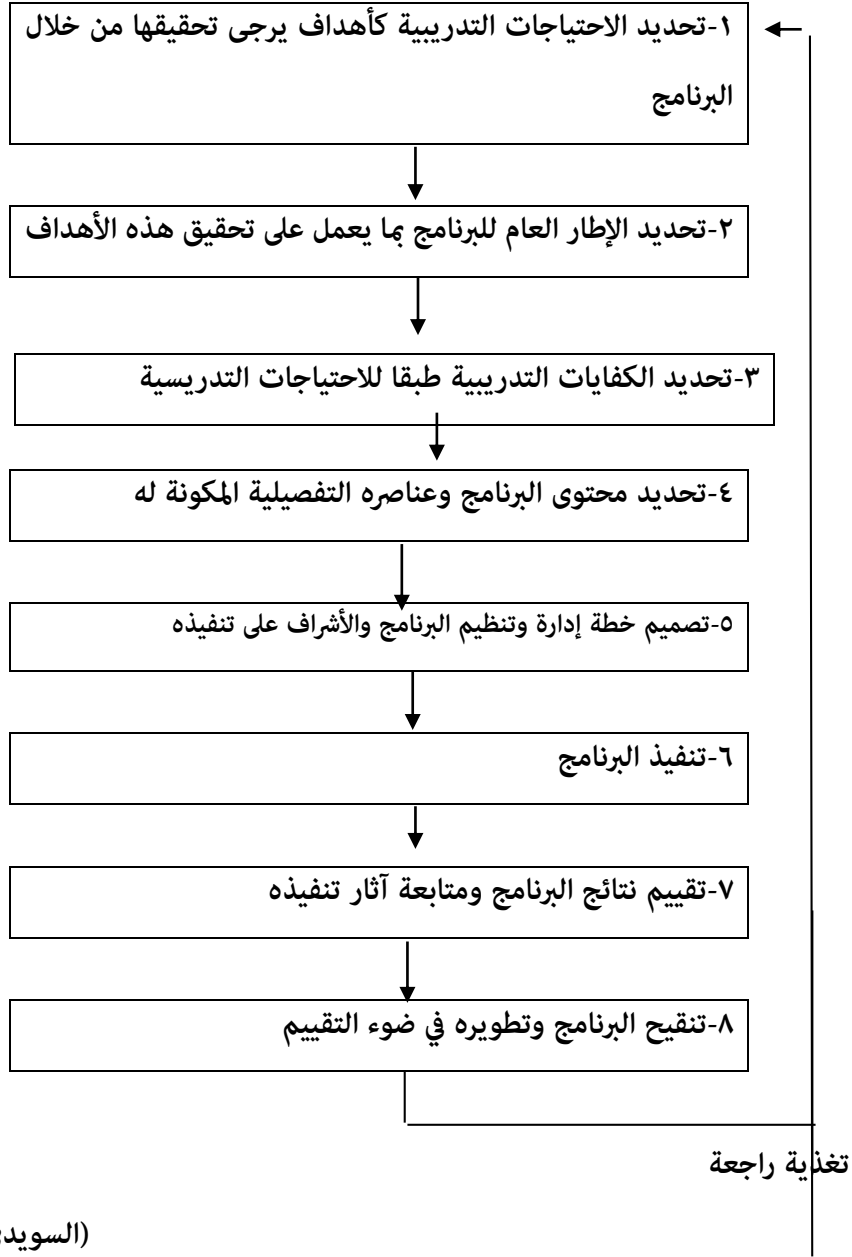 ١-تحديد الاحتياجات التدريبية كأهداف يرجى تحقيقها من خلال
البرنامج
٢-تحديد الإطار العام للبرنامج بما يعمل على تحقيق هذه الأهداف
٣-تحديد الكفايات التدريبية طبقا للاحتياجات التدريسية
٤-تحديد محتوى البرنامج وعناصره التفصيلية المكونة له
٥-تصميم خطة إدارة وتنظيم البرنامج والأشراف على تنفيذه
٦-تنفيذ البرنامج
٧-تقييم نتائج البرنامج ومتابعة آثار تنفيذه
٨-تنقيح البرنامج وتطويره في ضوء التقييم
تغذية راجعة